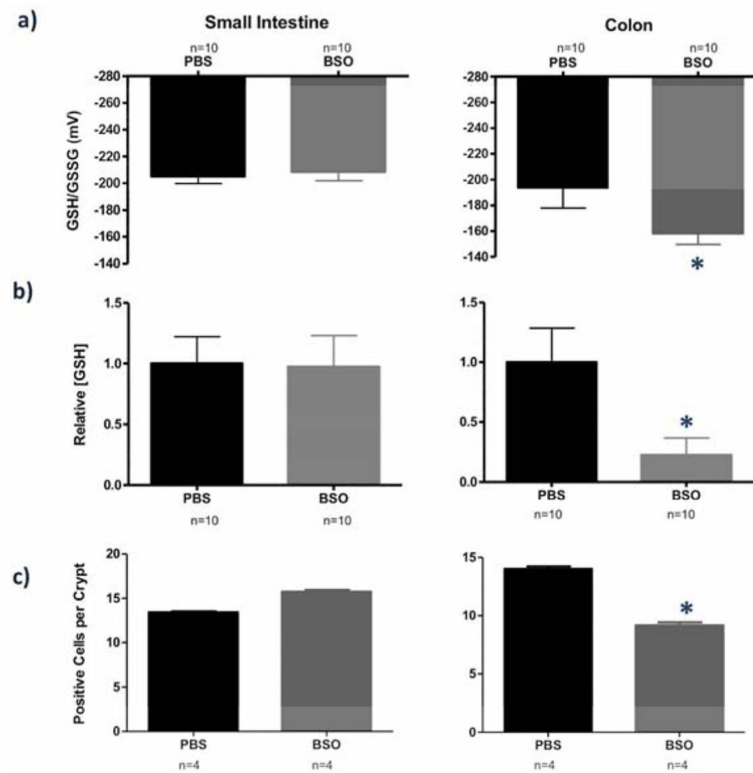 a)
Small Intestine
Colon
n=10 n=10
PBS BSO
n=10 n=10
PBS BSO
GSH/GSSG (mV)
-280
-260
-240
-220
-200
-180
-160
-140
-280
-260
-240
-220
-200
-180
-160
-140
*
b)
Relative [GSH]
1.5
1.0
0.5
0.0
PBS BSO
n=10 n=10
1.5
1.0
0.5
0.0
*
PBS BSO
n=10 n=10
c)
Positive Cells per Crypt
20
15
10
5
0
PBS BSO
n=4 n=4
15
10
5
0
*
PBS BSO
n=4 n=4